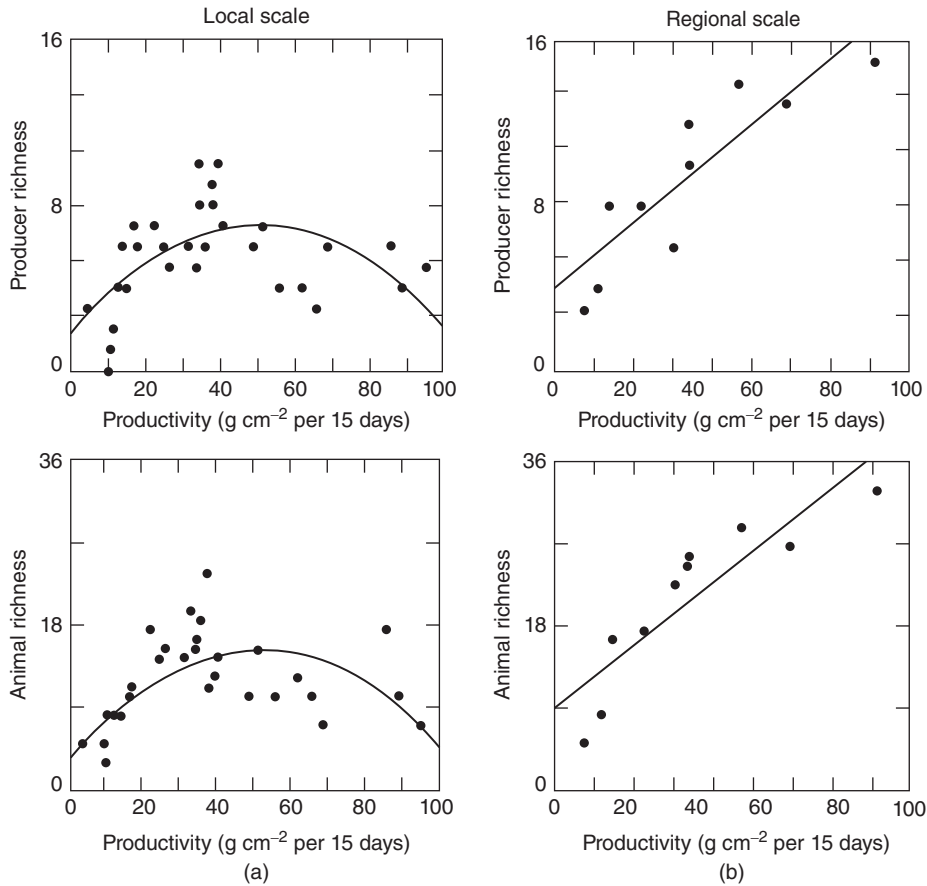 Local scale
Regional scale
16
8
0
Producer richness
0 20 40 60 80 100
Productivity (g cm⁻² per 15 days)
16
8
0
Producer richness
0 20 40 60 80 100
Productivity (g cm⁻² per 15 days)
36
18
0
Animal richness
0 20 40 60 80 100
Productivity (g cm⁻² per 15 days)
(a)
36
18
0
Animal richness
0 20 40 60 80 100
Productivity (g cm⁻² per 15 days)
(b)